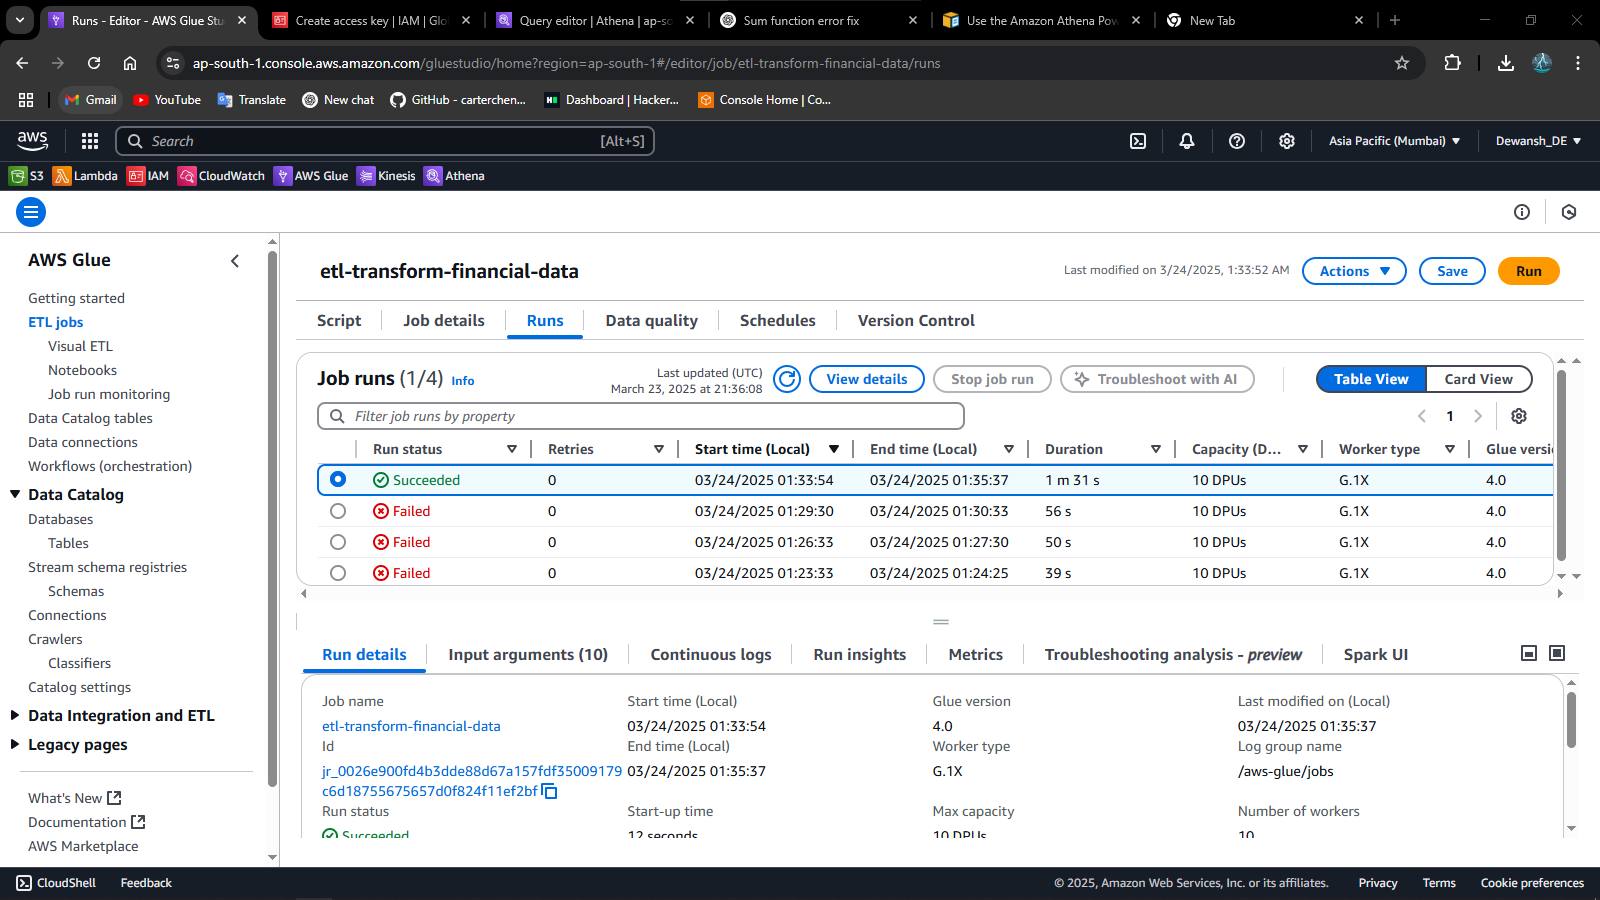 Runs - Editor - AWS Glue Stu
Create access key | IAM | Glo
Query editor | Athena | ap-so
Sum function error fix
Use the Amazon Athena Pow
New Tab
ap-south-1.console.aws.amazon.com/gluestudio/home?region=ap-south-1#/editor/job/etl-transform-financial-data/runs
Gmail
YouTube
Translate
New chat
GitHub - carterchen...
Dashboard | Hacker...
Console Home | Co...
aws
Search
[Alt+S]
Asia Pacific (Mumbai)
Dewansh_DE
S3
Lambda
IAM
CloudWatch
AWS Glue
Kinesis
Athena
AWS Glue
Getting started
ETL jobs
Visual ETL
Notebooks
Job run monitoring
Data Catalog tables
Data connections
Workflows (orchestration)
Data Catalog
Databases
Tables
Stream schema registries
Schemas
Connections
Crawlers
Classifiers
Catalog settings
Data Integration and ETL
Legacy pages
What's New
Documentation
AWS Marketplace
etl-transform-financial-data
Last modified on 3/24/2025, 1:33:52 AM
Actions
Save
Run
Script
Job details
Runs
Data quality
Schedules
Version Control
Job runs (1/4) Info
Last updated (UTC)
March 23, 2025 at 21:36:08
View details
Stop job run
Troubleshoot with AI
Table View
Card View
Filter job runs by property
1
Run status Retries Start time (Local) End time (Local) Duration Capacity (D... Worker type Glue versi
Succeeded 0 03/24/2025 01:33:54 03/24/2025 01:35:37 1 m 31 s 10 DPUs G.1X 4.0
Failed 0 03/24/2025 01:29:30 03/24/2025 01:30:33 56 s 10 DPUs G.1X 4.0
Failed 0 03/24/2025 01:26:33 03/24/2025 01:27:30 50 s 10 DPUs G.1X 4.0
Failed 0 03/24/2025 01:23:33 03/24/2025 01:24:25 39 s 10 DPUs G.1X 4.0
Run details
Input arguments (10)
Continuous logs
Run insights
Metrics
Troubleshooting analysis - preview
Spark UI
Job name
etl-transform-financial-data
Id
jr_0026e900fd4b3dde88d67a157fdf35009179
c6d18755675657d0f824f11ef2bf
Run status
Succeeded
Start time (Local)
03/24/2025 01:33:54
End time (Local)
03/24/2025 01:35:37
Start-up time
12 seconds
Glue version
4.0
Worker type
G.1X
Max capacity
10 DPUs
Last modified on (Local)
03/24/2025 01:35:37
Log group name
/aws-glue/jobs
Number of workers
10
CloudShell
Feedback
© 2025, Amazon Web Services, Inc. or its affiliates.
Privacy
Terms
Cookie preferences